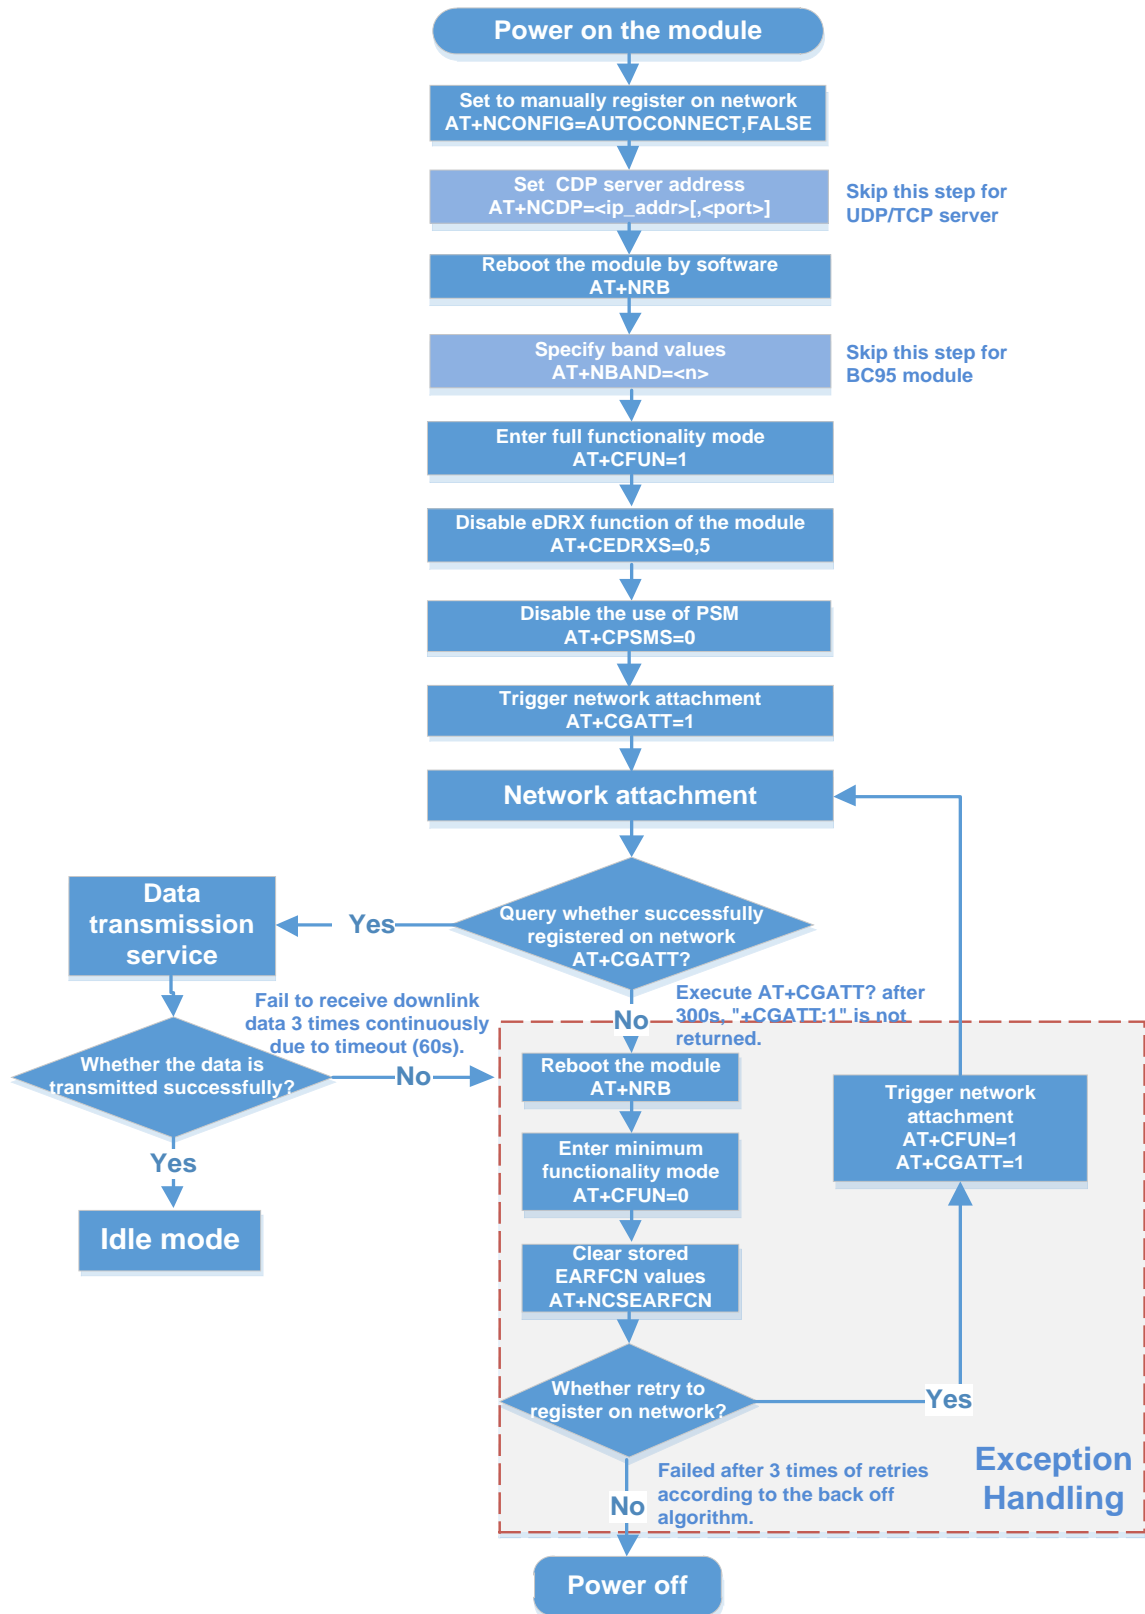 Power on the module
Set to manually register on network
AT+NCONFIG=AUTOCONNECT,FALSE
Set CDP server address
AT+NCDP=<ip_addr>[,<port>]
Skip this step for
UDP/TCP server
Reboot the module by software
AT+NRB
Specify band values
AT+NBAND=<n>
Skip this step for
BC95 module
Enter full functionality mode
AT+CFUN=1
Disable eDRX function of the module
AT+CEDRXS=0,5
Disable the use of PSM
AT+CPSMS=0
Trigger network attachment
AT+CGATT=1
Network attachment
Query whether successfully
registered on network
AT+CGATT?
Yes
Data
transmission
service
Fail to receive downlink
data 3 times continuously
due to timeout (60s).
Whether the data is
transmitted successfully?
No
Yes
Idle mode
Execute AT+CGATT? after
300s, "+CGATT:1" is not
returned.
No
Reboot the module
AT+NRB
Enter minimum
functionality mode
AT+CFUN=0
Clear stored
EARFCN values
AT+NCSEARFCN
Whether retry to
register on network?
Yes
Trigger network
attachment
AT+CFUN=1
AT+CGATT=1
Exception
Handling
Failed after 3 times of retries
according to the back off
algorithm.
No
Power off